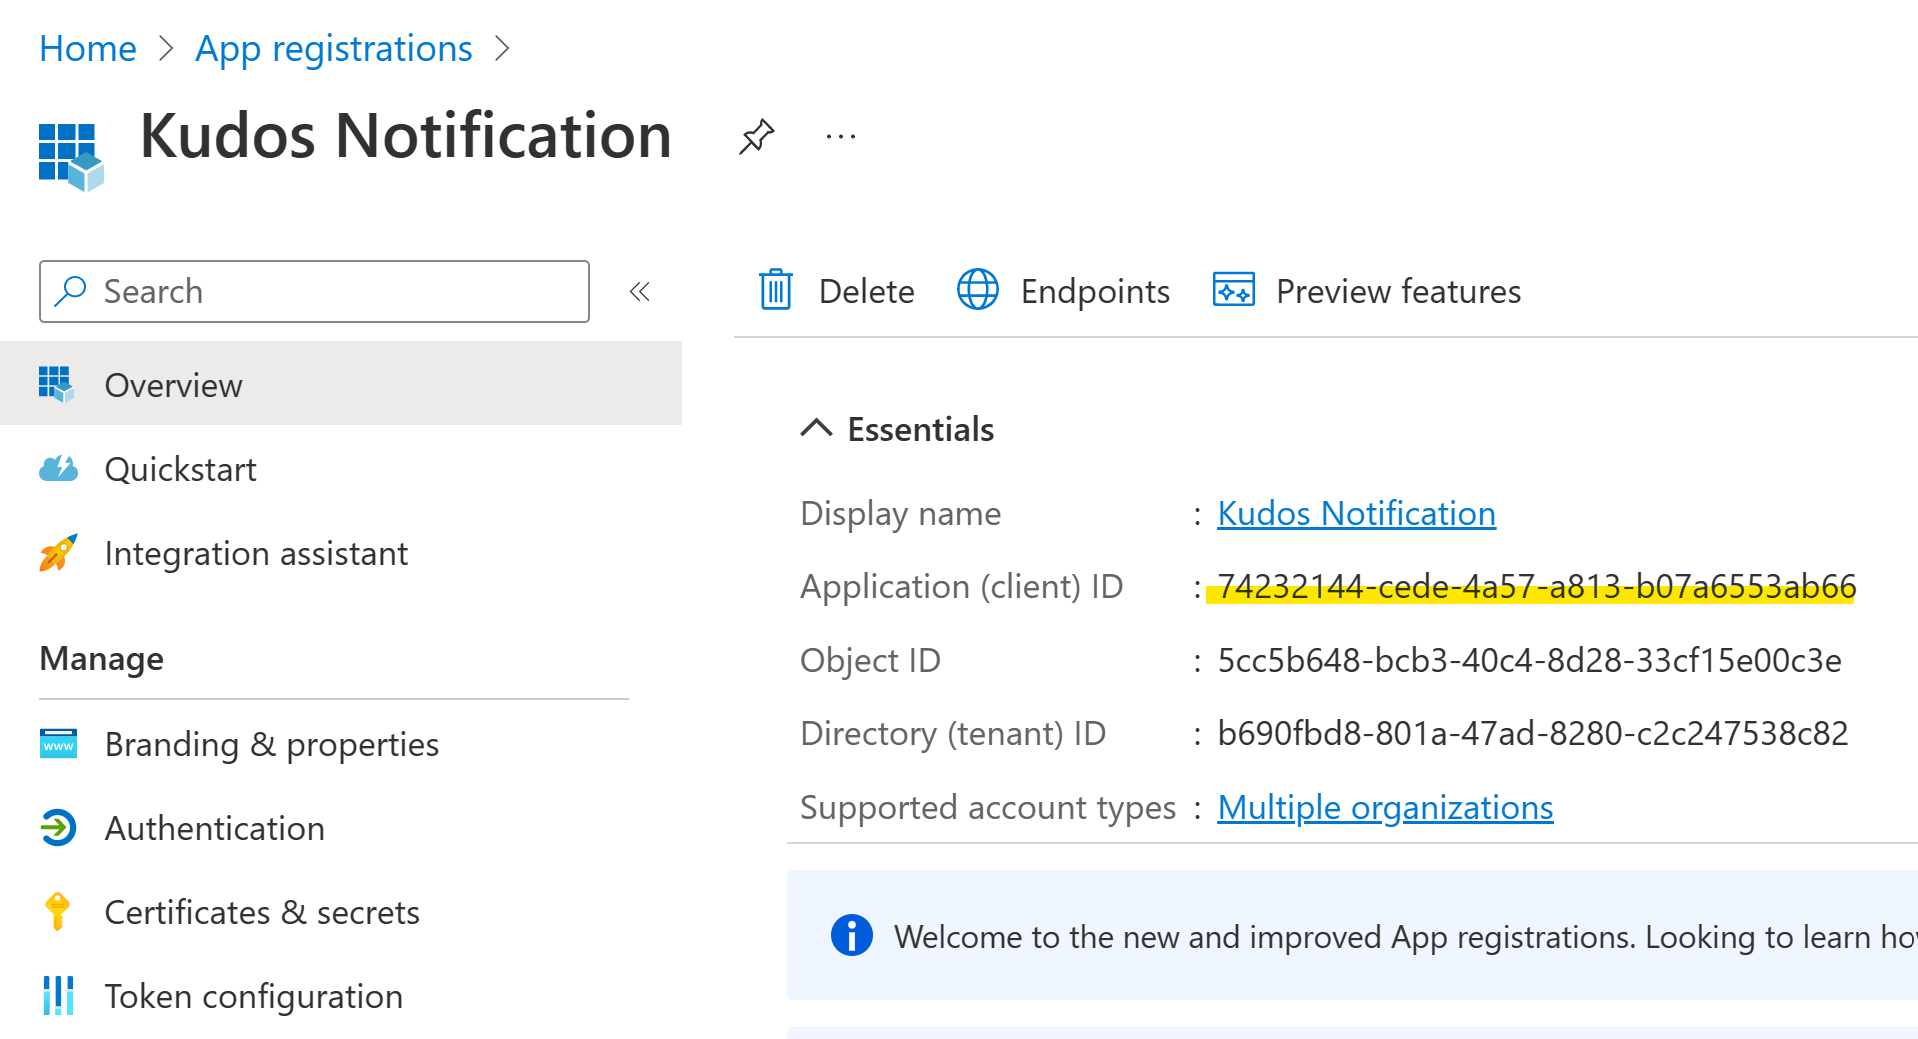 Home > App registrations >
Kudos Notification
...
Search
«
Delete
Endpoints
Preview features
Overview
Quickstart
Integration assistant
Manage
Branding & properties
Authentication
Certificates & secrets
Token configuration
Essentials
Display name : Kudos Notification
Application (client) ID : 74232144-cede-4a57-a813-b07a6553ab66
Object ID : 5cc5b648-bcb3-40c4-8d28-33cf15e00c3e
Directory (tenant) ID : b690fbd8-801a-47ad-8280-c2c247538c82
Supported account types : Multiple organizations
Welcome to the new and improved App registrations. Looking to learn